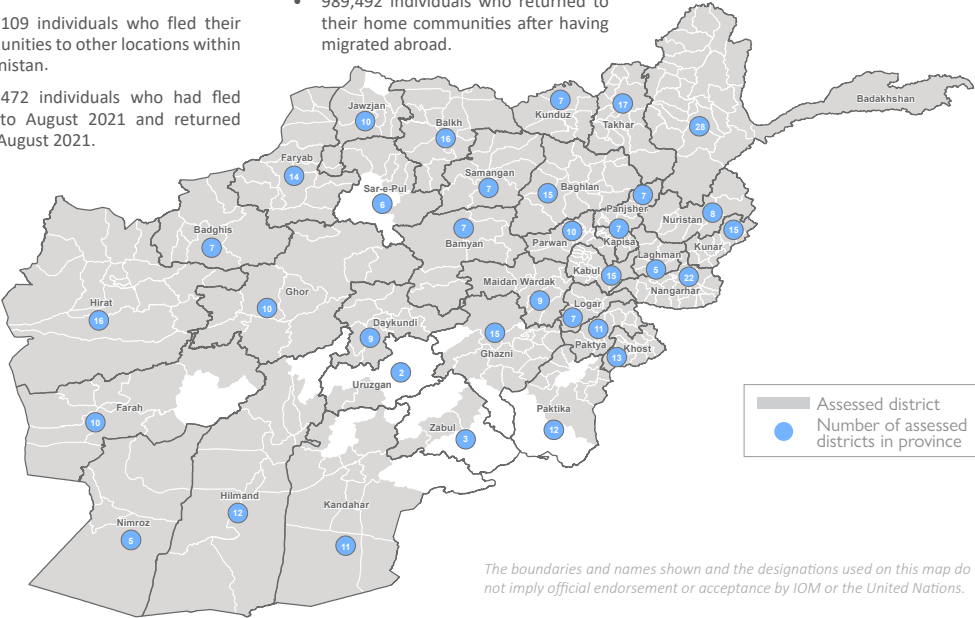 109 individuals who fled their
unities to other locations within
nistan.
472 individuals who had fled
to August 2021 and returned
August 2021.
• 989,492 individuals who returned to
their home communities after having
migrated abroad.
Badakhshan
28
Takhar
17
Kunduz
7
Jawzjan
10
Balkh
16
Faryab
14
Sar-e-Pul
6
Samangan
7
Baghlan
15
Panjsher
7
Nuristan
8
Kunar
15
Badghis
7
Bamyan
7
Parwan
10
Kapisa
7
Laghman
5
Nangarhar
22
Kabul
15
Maidan Wardak
9
Logar
7
Paktya
11
Khost
13
Hirat
16
Ghor
10
Daykundi
9
Ghazni
15
Uruzgan
2
Farah
10
Zabul
3
Paktika
12
Nimroz
5
Hilmand
12
Kandahar
11
Assessed district
Number of assessed
districts in province
The boundaries and names shown and the designations used on this map do
not imply official endorsement or acceptance by IOM or the United Nations.